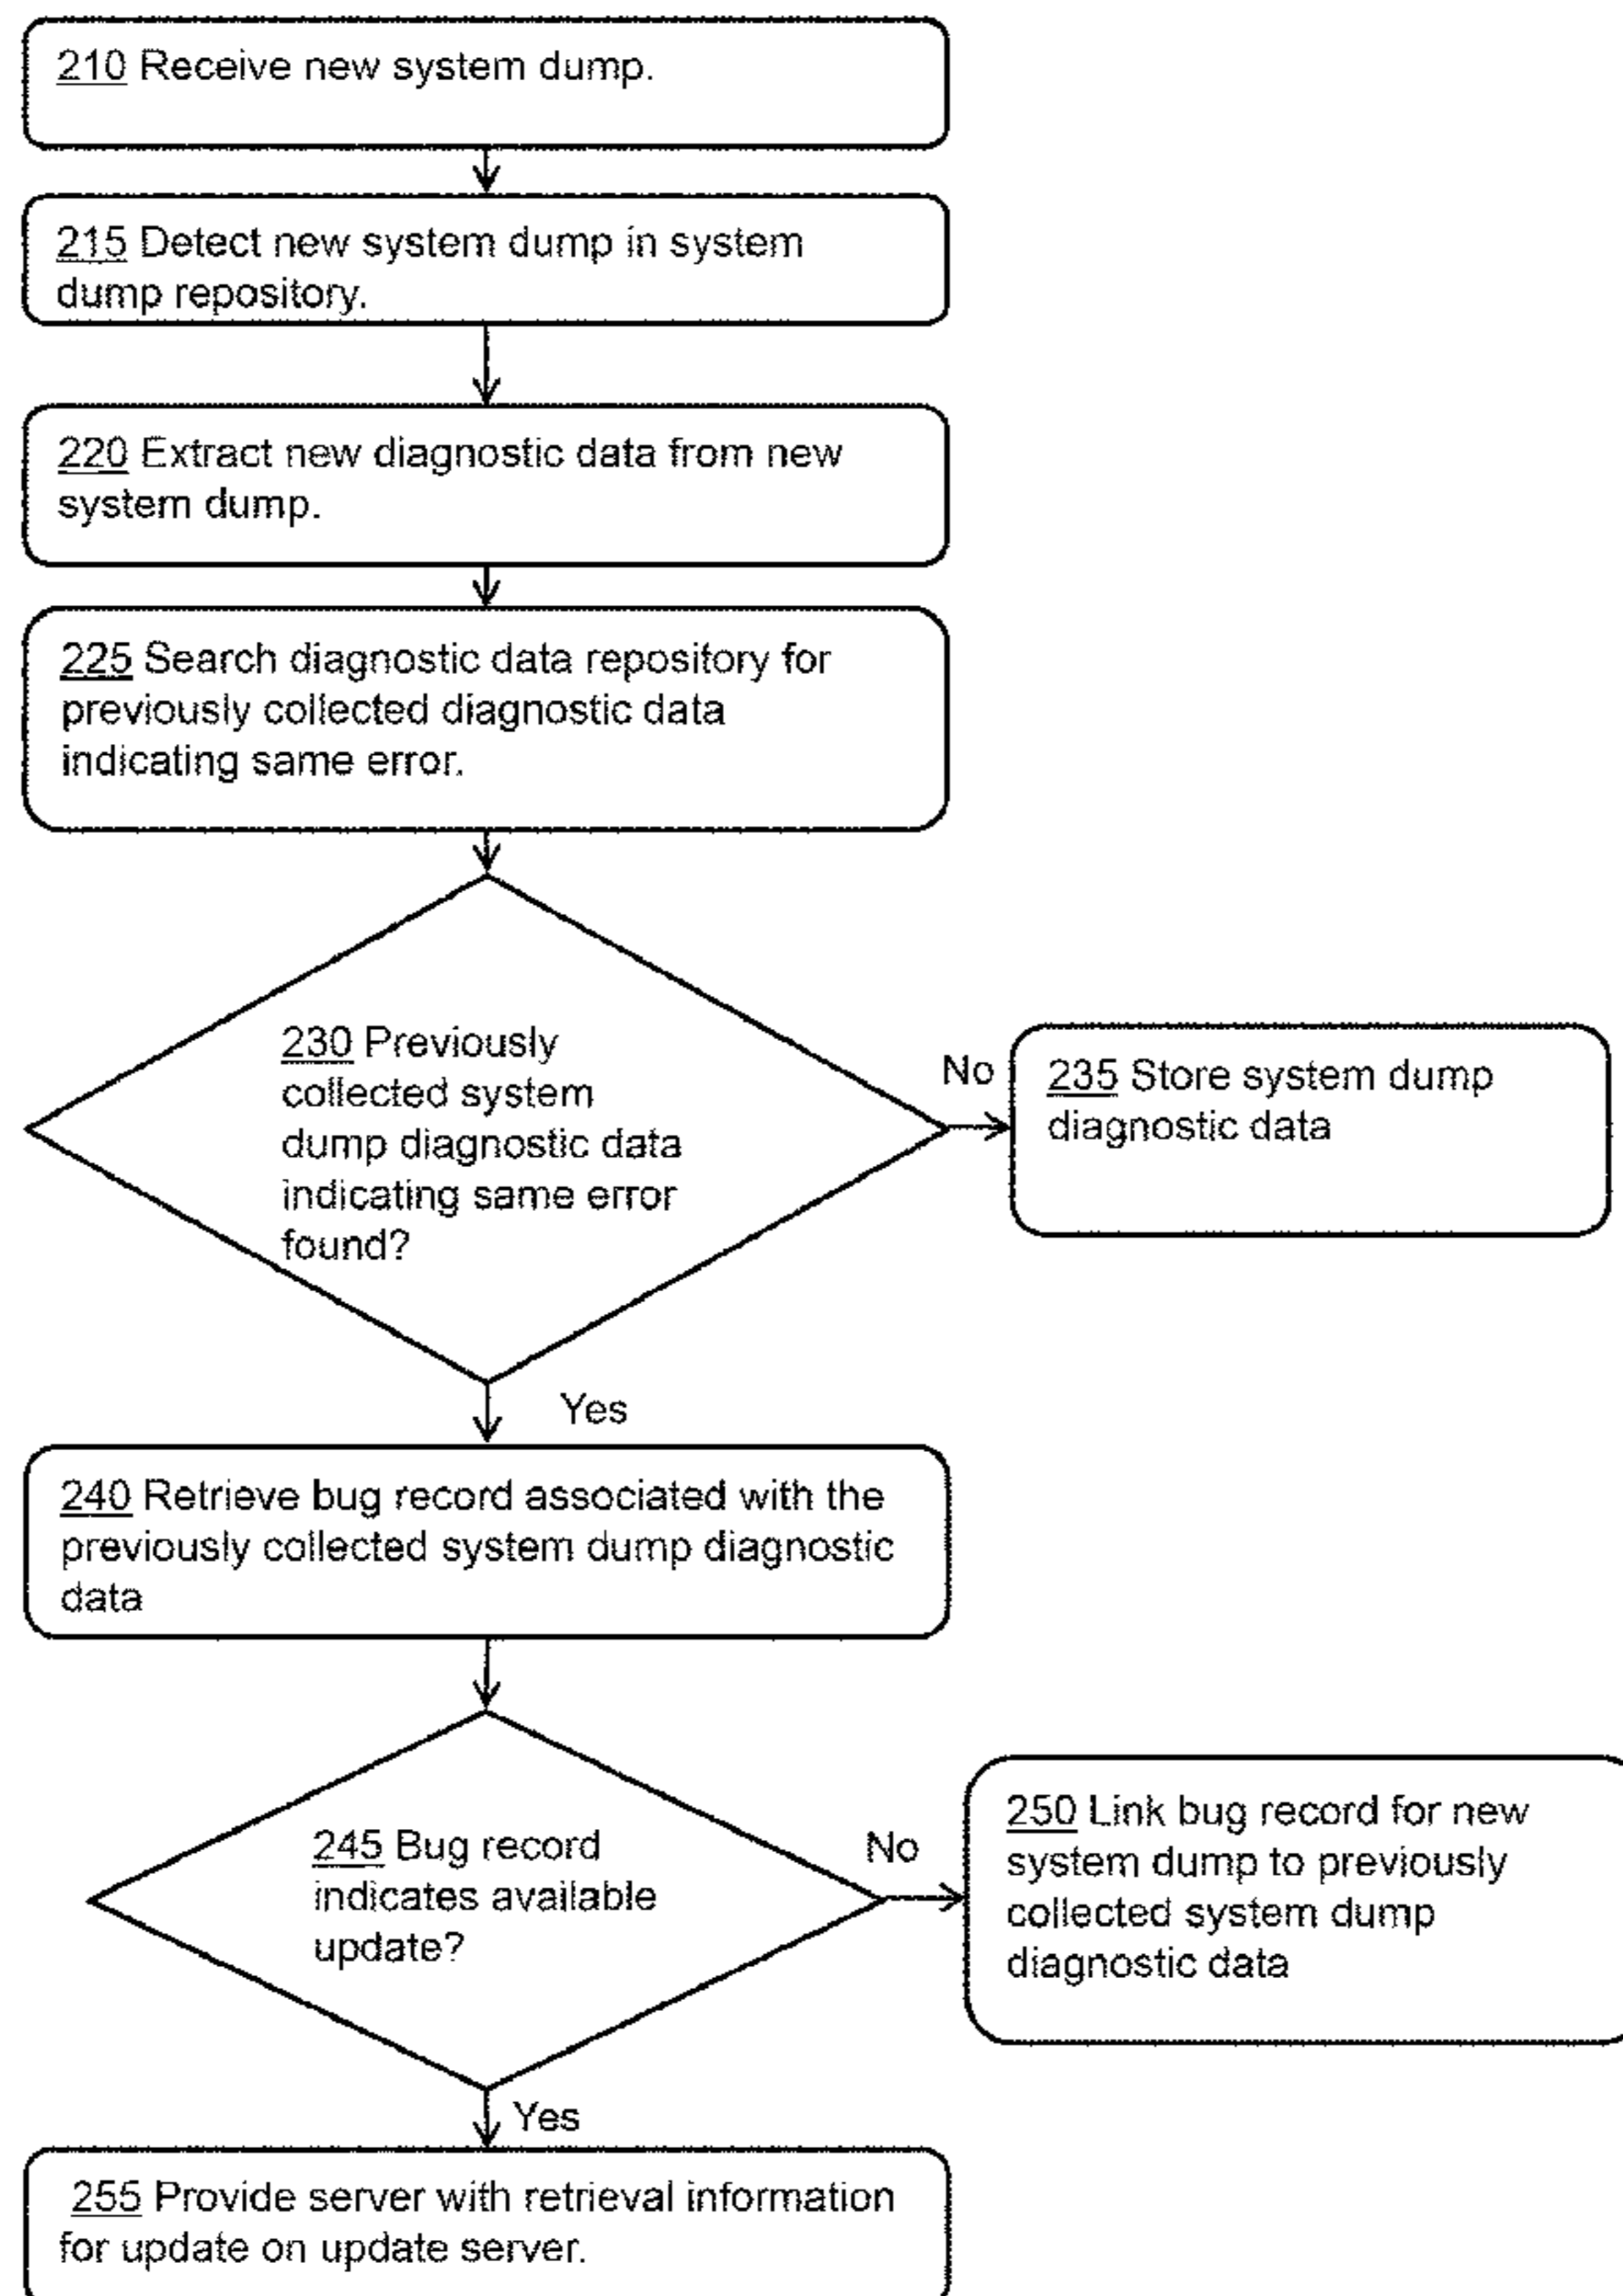 210 Receive new system dump.
215 Detect new system dump in system
dump repository.
220 Extract new diagnostic data from new
system dump.
225 Search diagnostic data repository for
previously collected diagnostic data
indicating same error.
230 Previously
collected system
dump diagnostic data
indicating same error
found?
No
235 Store system dump
diagnostic data
Yes
240 Retrieve bug record associated with the
previously collected system dump diagnostic
data
245 Bug record
indicates available
update?
No
250 Link bug record for new
system dump to previously
collected system dump
diagnostic data
Yes
255 Provide server with retrieval information
for update on update server.